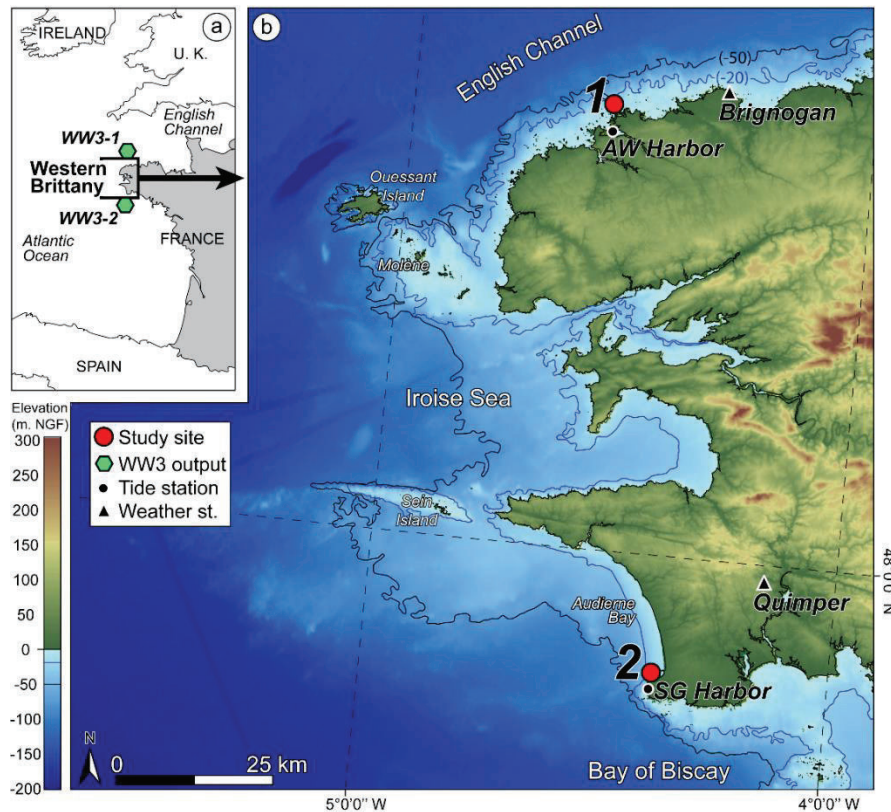 a
IRELAND
U. K.
English
Channel
WW3-1
Western
Brittany
WW3-2
FRANCE
Atlantic
Ocean
SPAIN
b
English Channel
(-50)
(-20)
1
Brignogan
AW Harbor
Ouessant
Island
Molène
Iroise Sea
Sein
Island
48°0'0" N
Audierne
Bay
Quimper
2
SG Harbor
Bay of Biscay
Elevation
(m. NGF)
300
250
200
150
100
50
0
-50
-100
-150
-200
Study site
WW3 output
Tide station
Weather st.
N
0
25 km
5°0'0" W
4°0'0" W